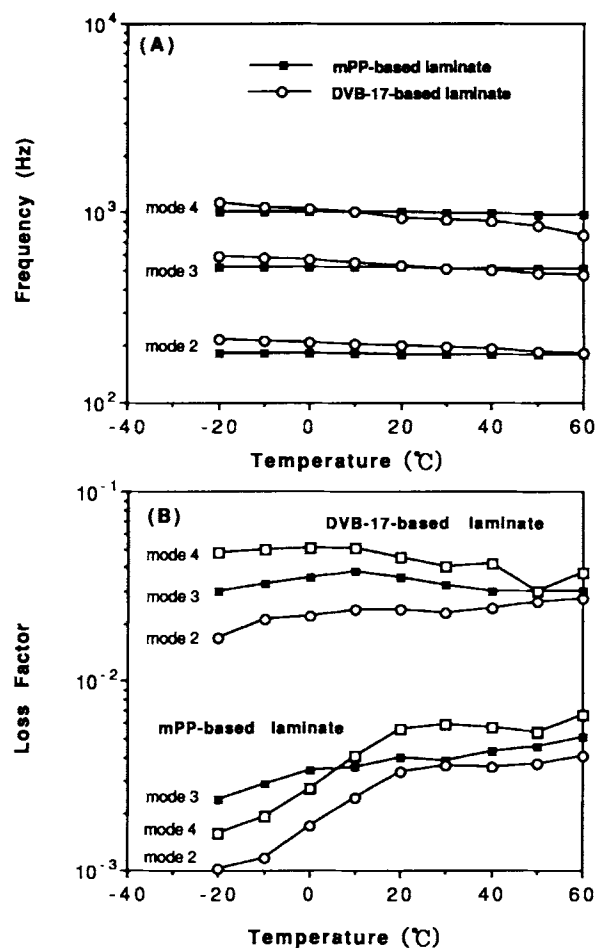 10⁴
(A)
mPP-based laminate
DVB-17-based laminate
Frequency (Hz)
10³
mode 4
mode 3
mode 2
10²
-40 -20 0 20 40 60
Temperature (℃)
10⁻¹
(B)
DVB-17-based laminate
mode 4
mode 3
mode 2
Loss Factor
10⁻²
mPP-based laminate
mode 3
mode 4
mode 2
10⁻³
-40 -20 0 20 40 60
Temperature (℃)